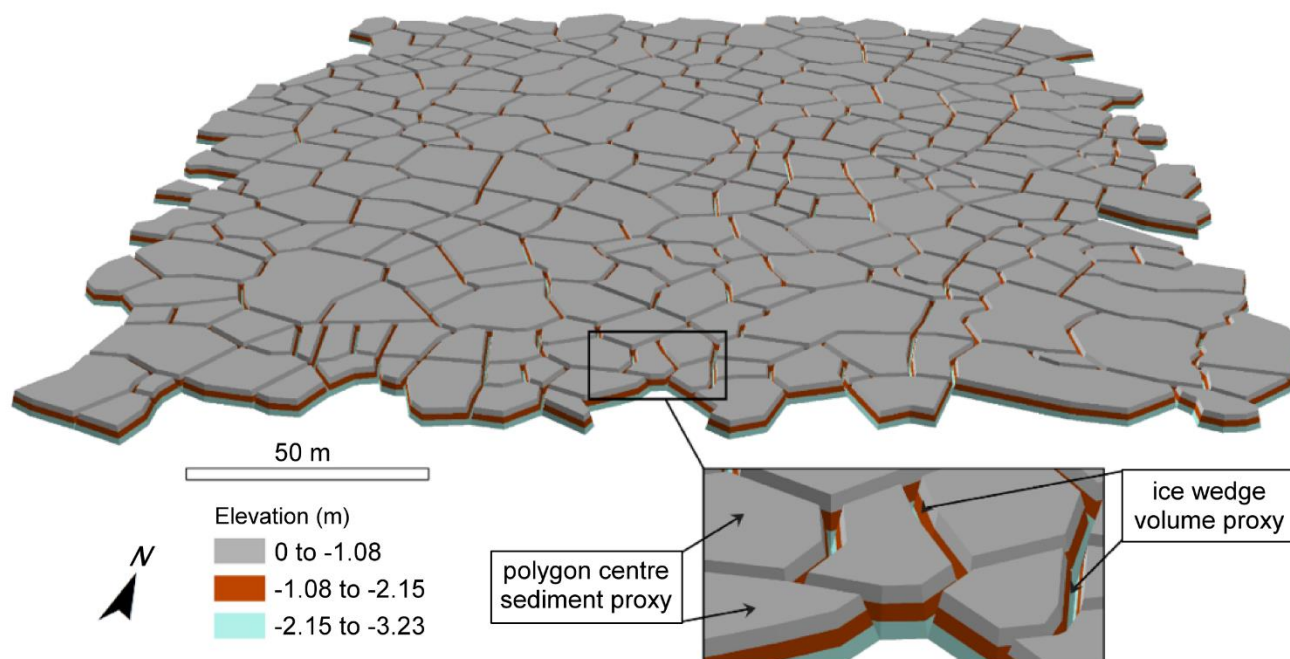 50 m
Elevation (m)
0 to -1.08
-1.08 to -2.15
-2.15 to -3.23
N
polygon centre
sediment proxy
ice wedge
volume proxy